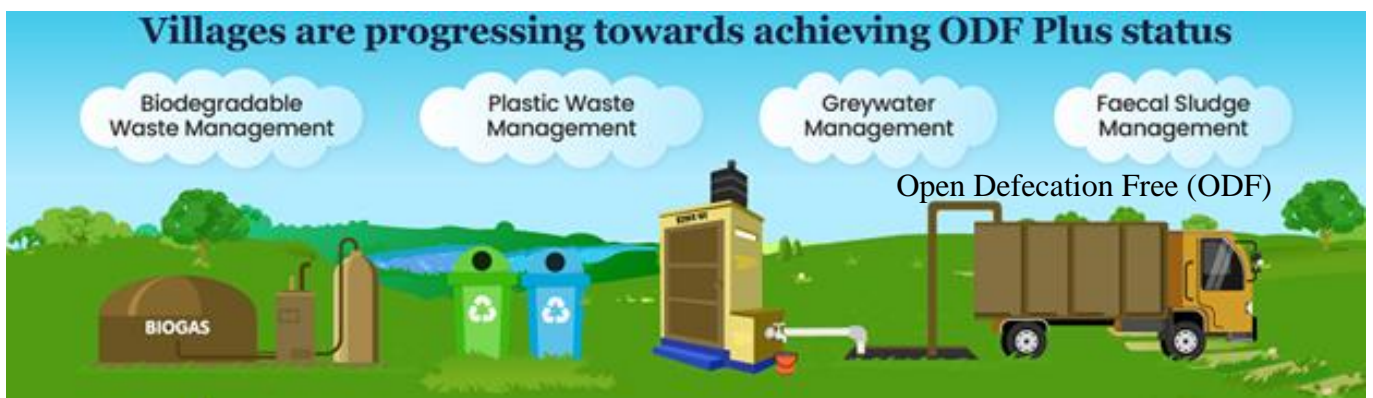 Villages are progressing towards achieving ODF Plus status
Biodegradable
Waste Management
Plastic Waste
Management
Greywater
Management
Faecal Sludge
Management
Open Defecation Free (ODF)
BIOGAS